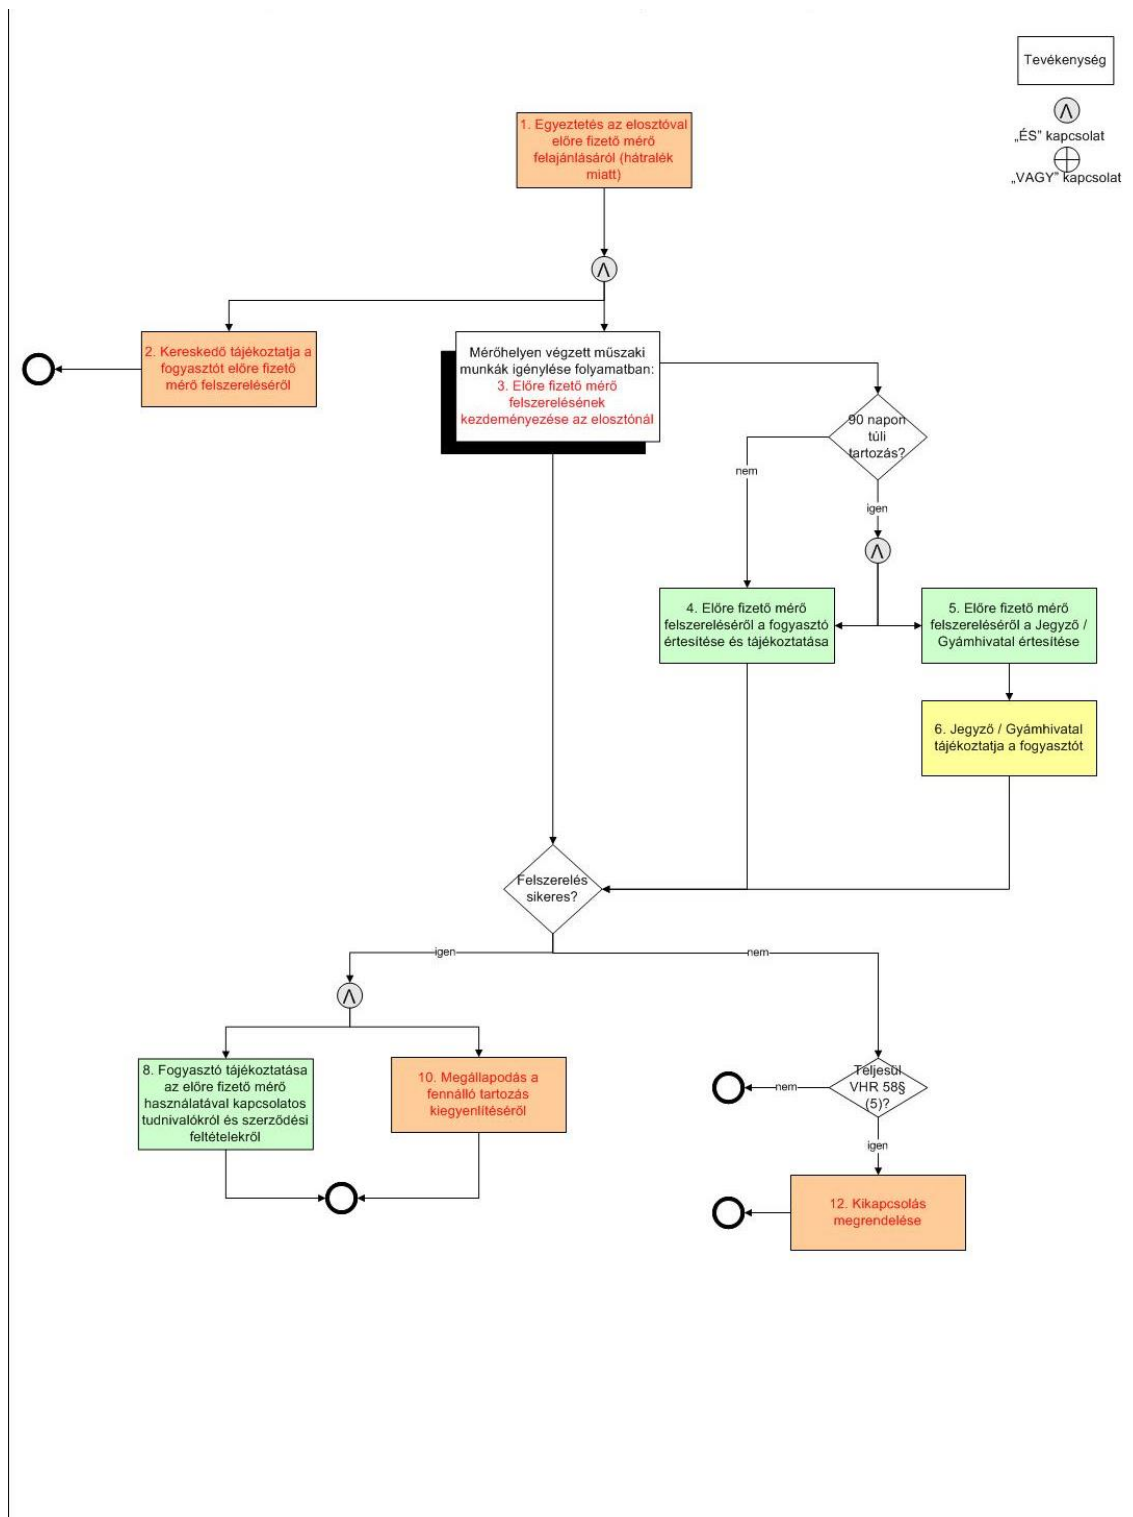 Tevékenység
„ÉS” kapcsolat
„VAGY” kapcsolat
1. Egyeztetés az elosztóval
előre fizető mérő
felajánlásáról (hátralék
miatt)
2. Kereskedő tájékoztatja a
fogyasztót előre fizető
mérő felszereléséről
Mérőhelyen végzett műszaki
munkák igénylése folyamatban:
3. Előre fizető mérő
felszerelésének
kezdeményezése az elosztónál
90 napon
túli
tartozás?
nem
igen
4. Előre fizető mérő
felszereléséről a fogyasztó
értesítése és tájékoztatása
5. Előre fizető mérő
felszereléséről a Jegyző /
Gyámhivatal értesítése
6. Jegyző / Gyámhivatal
tájékoztatja a fogyasztót
Felszerelés
sikeres?
igen
nem
8. Fogyasztó tájékoztatása
az előre fizető mérő
használatával kapcsolatos
tudnivalókról és szerződési
feltételekről
10. Megállapodás a
fennálló tartozás
kiegyenlítéséről
Teljesül
VHR 58§
(5)?
nem
igen
12. Kikapcsolás
megrendelése